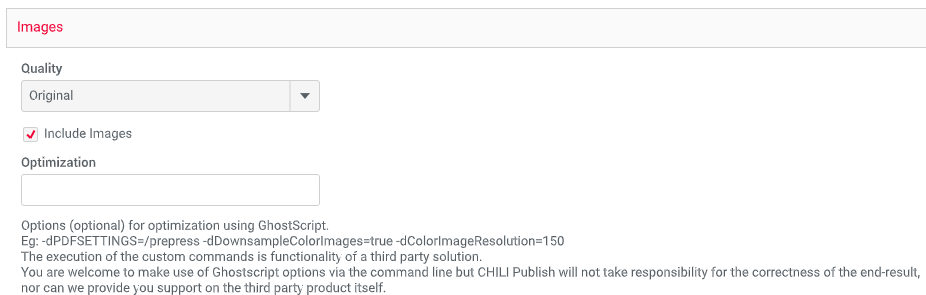 Images
Quality
Original
Include Images
Optimization
Options (optional) for optimization using GhostScript.
Eg: -dPDFSETTINGS=/prepress -dDownsampleColorImages=true -dColorImageResolution=150
The execution of the custom commands is functionality of a third party solution.
You are welcome to make use of Ghostscript options via the command line but CHILI Publish will not take responsibility for the correctness of the end-result,
nor can we provide you support on the third party product itself.